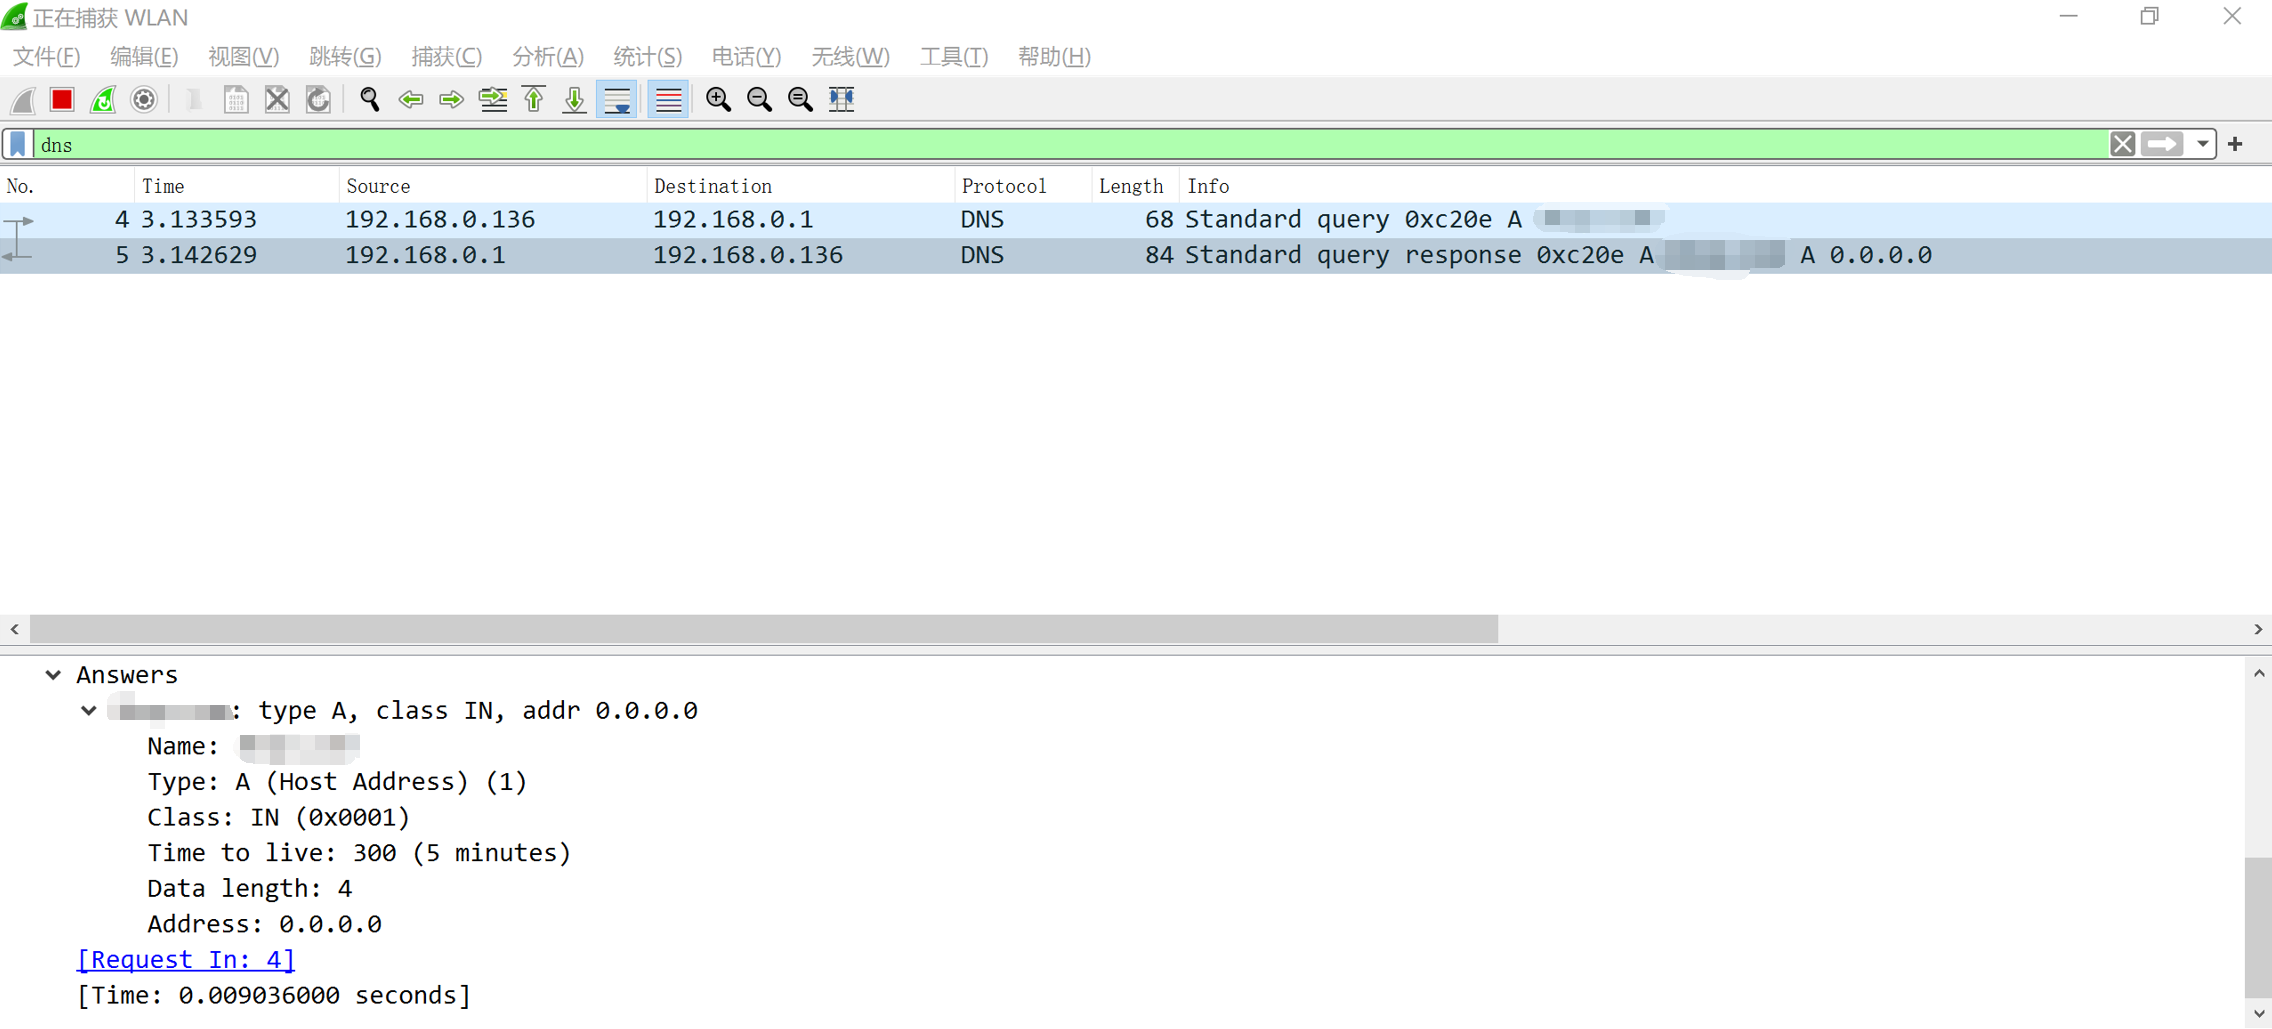 正在捕获 WLAN
文件(F) 编辑(E) 视图(V) 跳转(G) 捕获(C) 分析(A) 统计(S) 电话(Y) 无线(W) 工具(T) 帮助(H)
dns
No. Time Source Destination Protocol Length Info
4 3.133593 192.168.0.136 192.168.0.1 DNS 68 Standard query 0xc20e A
5 3.142629 192.168.0.1 192.168.0.136 DNS 84 Standard query response 0xc20e A A 0.0.0.0
Answers
: type A, class IN, addr 0.0.0.0
Name:
Type: A (Host Address) (1)
Class: IN (0x0001)
Time to live: 300 (5 minutes)
Data length: 4
Address: 0.0.0.0
[Request In: 4]
[Time: 0.009036000 seconds]